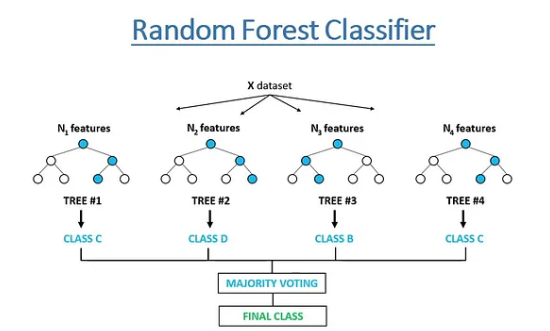 Random Forest Classifier
X dataset
N₁ features N₂ features N₃ features N₄ features
TREE #1 TREE #2 TREE #3 TREE #4
CLASS C CLASS D CLASS B CLASS C
MAJORITY VOTING
FINAL CLASS